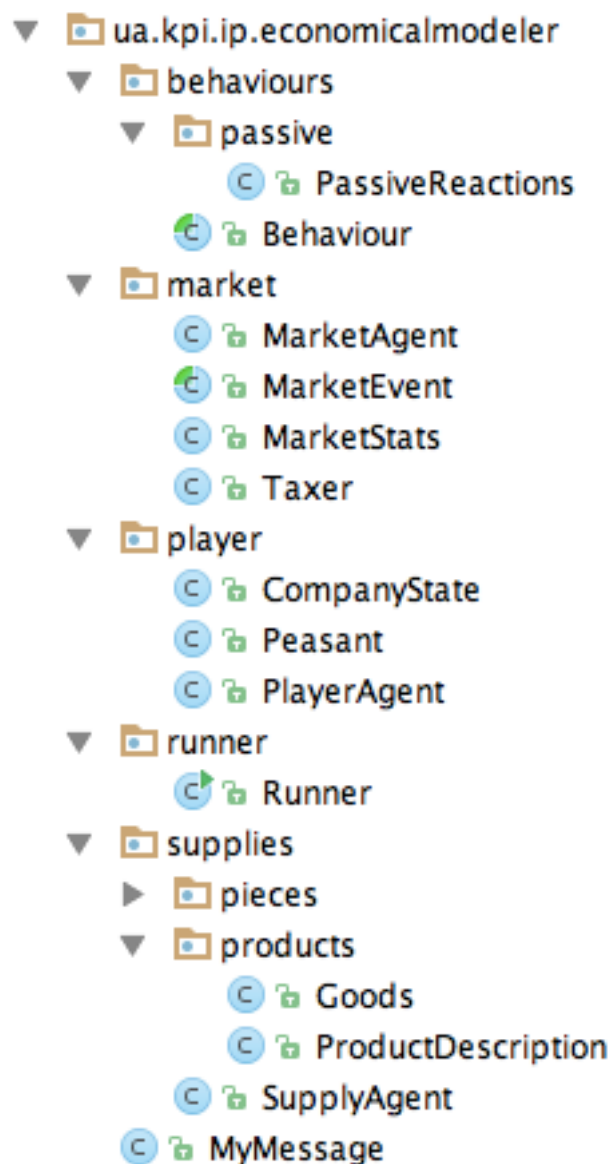 ua.kpi.ip.economicalmodeler
behaviours
passive
PassiveReactions
Behaviour
market
MarketAgent
MarketEvent
MarketStats
Taxer
player
CompanyState
Peasant
PlayerAgent
runner
Runner
supplies
pieces
products
Goods
ProductDescription
SupplyAgent
MyMessage